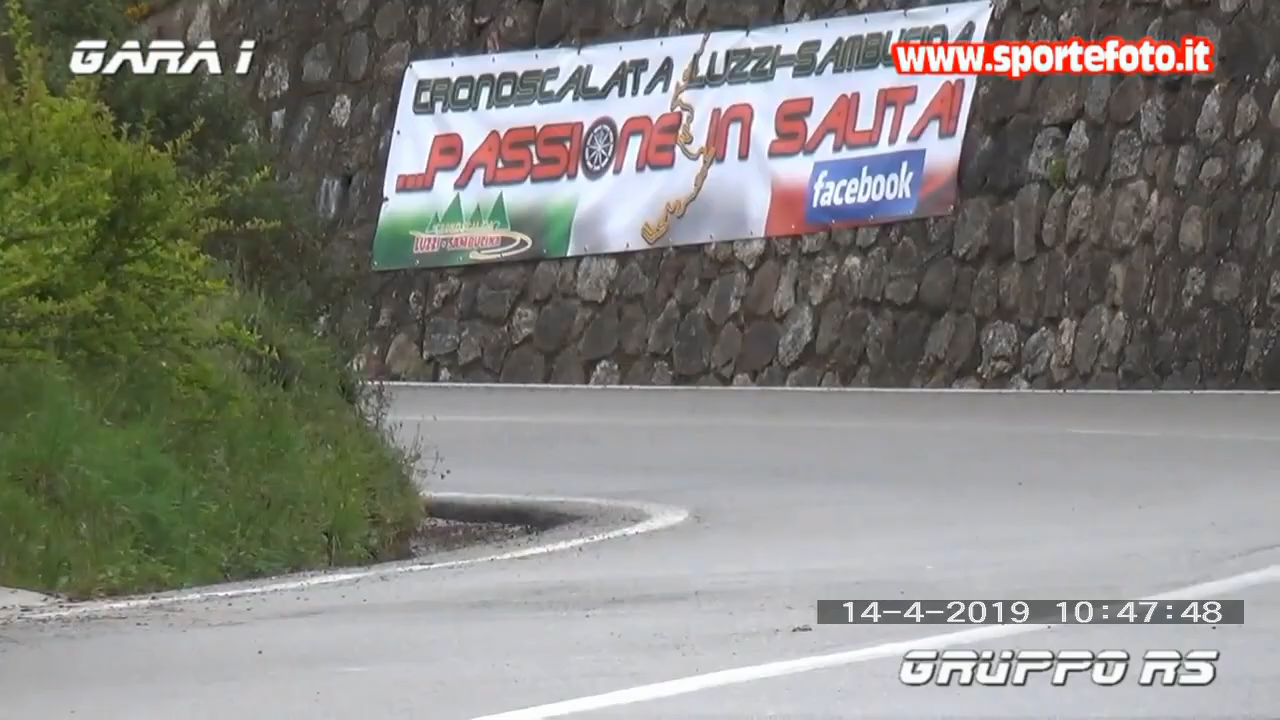 GARA 1
www.sportefoto.it
CRONOSCALATA LUZZI-SAMBUCINA
...PASSIONE IN SALITA!
facebook
LUZZI - SAMBUCINA
14-4-2019 10:47:48
GRUPPO RS